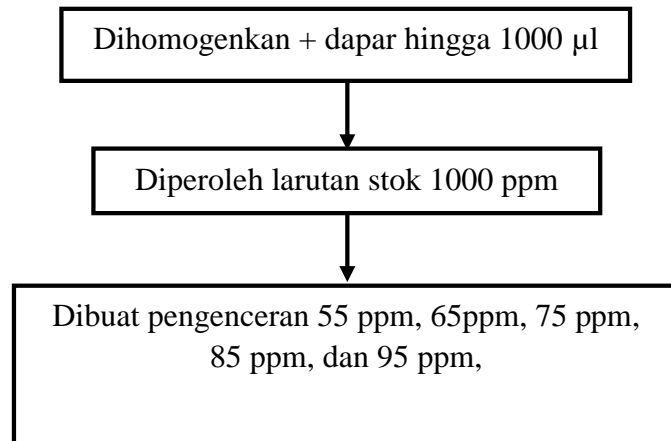 Dihomogenkan + dapar hingga 1000 µl
Diperoleh larutan stok 1000 ppm
Dibuat pengenceran 55 ppm, 65ppm, 75 ppm,
85 ppm, dan 95 ppm,